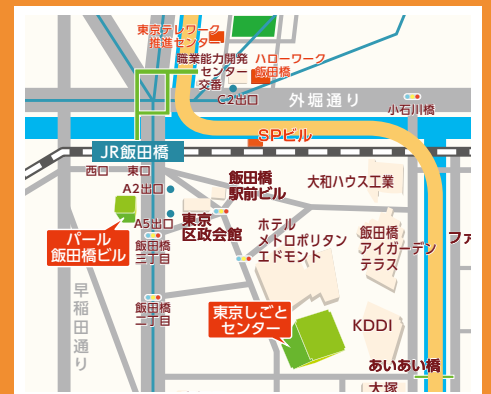 東京テレワーク
推進センター
職業能力開発
センター
ハローワーク
飯田橋
交番
C2出口
外堀通り
小石川橋
SPビル
JR飯田橋
西口
東口
A2出口
飯田橋
駅前ビル
大和ハウス工業
A5出口
東京
区政会館
パール
飯田橋ビル
飯田橋
三丁目
ホテル
メトロポリタン
エドモント
飯田橋
アイガーデン
テラス
ファ
早稲田通り
飯田橋
二丁目
東京しごと
センター
KDDI
あいあい橋
大塚